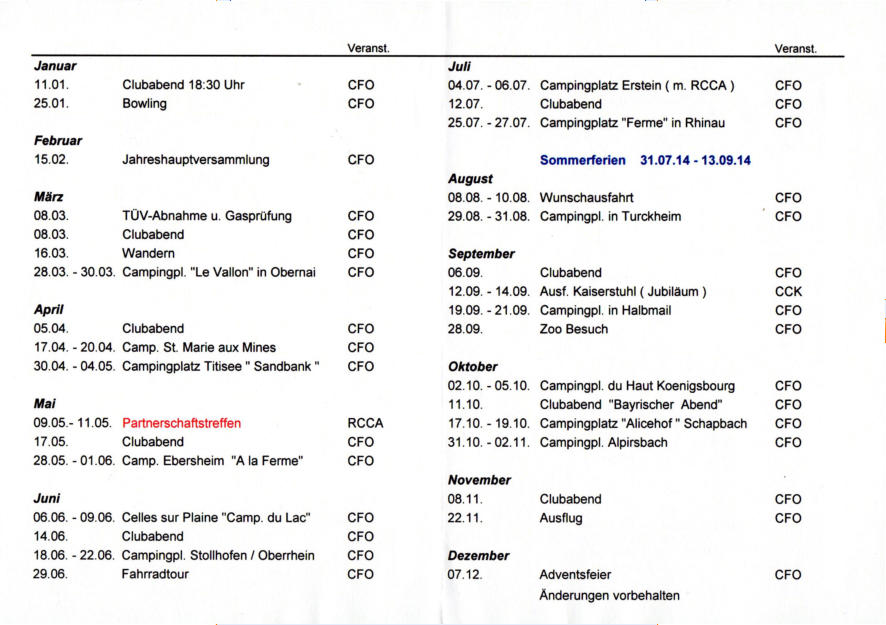 Veranst.
Januar
11.01. Clubabend 18:30 Uhr CFO
25.01. Bowling CFO
Februar
15.02. Jahreshauptversammlung CFO
März
08.03. TÜV-Abnahme u. Gasprüfung CFO
08.03. Clubabend CFO
16.03. Wandern CFO
28.03. - 30.03. Campingpl. "Le Vallon" in Obernai CFO
April
05.04. Clubabend CFO
17.04. - 20.04. Camp. St. Marie aux Mines CFO
30.04. - 04.05. Campingplatz Titisee " Sandbank " CFO
Mai
09.05.- 11.05. Partnerschaftstreffen RCCA
17.05. Clubabend CFO
28.05. - 01.06. Camp. Ebersheim "A la Ferme" CFO
Juni
06.06. - 09.06. Celles sur Plaine "Camp. du Lac" CFO
14.06. Clubabend CFO
18.06. - 22.06. Campingpl. Stollhofen / Oberrhein CFO
29.06. Fahrradtour CFO
Veranst.
Juli
04.07. - 06.07. Campingplatz Erstein ( m. RCCA ) CFO
12.07. Clubabend CFO
25.07. - 27.07. Campingplatz "Ferme" in Rhinau CFO
Sommerferien 31.07.14 - 13.09.14
August
08.08. - 10.08. Wunschausfahrt CFO
29.08. - 31.08. Campingpl. in Turckheim CFO
September
06.09. Clubabend CFO
12.09. - 14.09. Ausf. Kaiserstuhl ( Jubiläum ) CCK
19.09. - 21.09. Campingpl. in Halbmail CFO
28.09. Zoo Besuch CFO
Oktober
02.10. - 05.10. Campingpl. du Haut Koenigsbourg CFO
11.10. Clubabend "Bayrischer Abend" CFO
17.10. - 19.10. Campingplatz "Alicehof " Schapbach CFO
31.10. - 02.11. Campingpl. Alpirsbach CFO
November
08.11. Clubabend CFO
22.11. Ausflug CFO
Dezember
07.12. Adventsfeier CFO
Änderungen vorbehalten